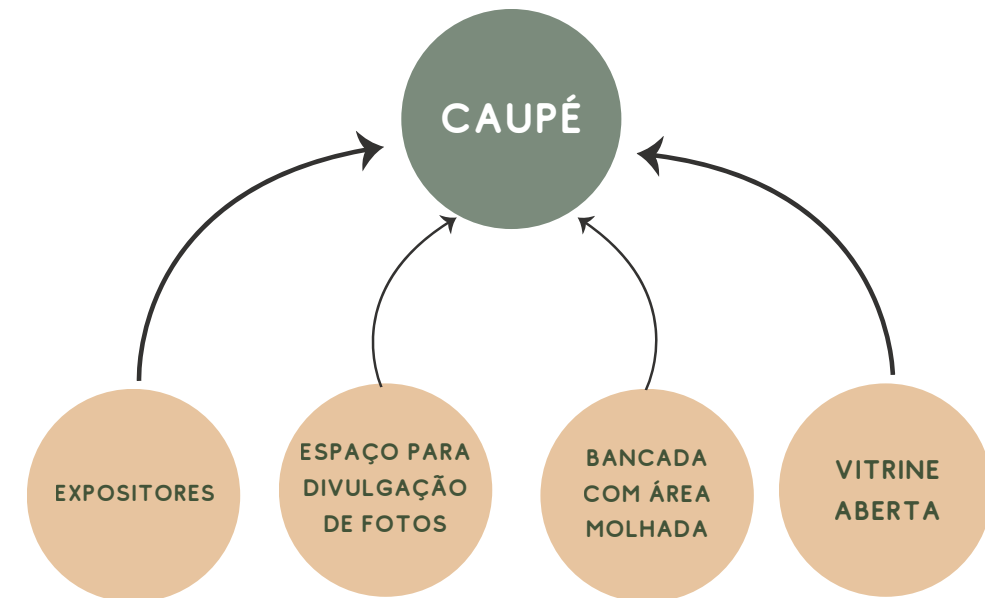 CAUPÉ
EXPOSITORES
ESPAÇO PARA
DIVULGAÇÃO
DE FOTOS
BANCADA
COM ÁREA
MOLHADA
VITRINE
ABERTA